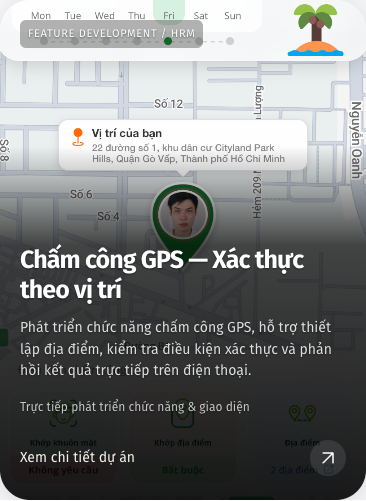 Mon Tue Wed Thu Fri Sat Sun
FEATURE DEVELOPMENT / HRM
Số 12
Nguyên Oanh
Số 8
Vị trí của bạn
22 đường số 1, khu dân cư Cityland Park
Hills, Quận Gò Vấp, Thành phố Hồ Chí Minh
Hẻm 209 N
Lượng
Số 6
Số 4
Chấm công GPS — Xác thực
theo vị trí
Phát triển chức năng chấm công GPS, hỗ trợ thiết
lập địa điểm, kiểm tra điều kiện xác thực và phản
hồi kết quả trực tiếp trên điện thoại.
Trực tiếp phát triển chức năng & giao diện
Khớp khuôn mặt Khớp địa điểm Địa điểm
Xem chi tiết dự án
Không yêu cầu Bắt buộc 2 địa điểm